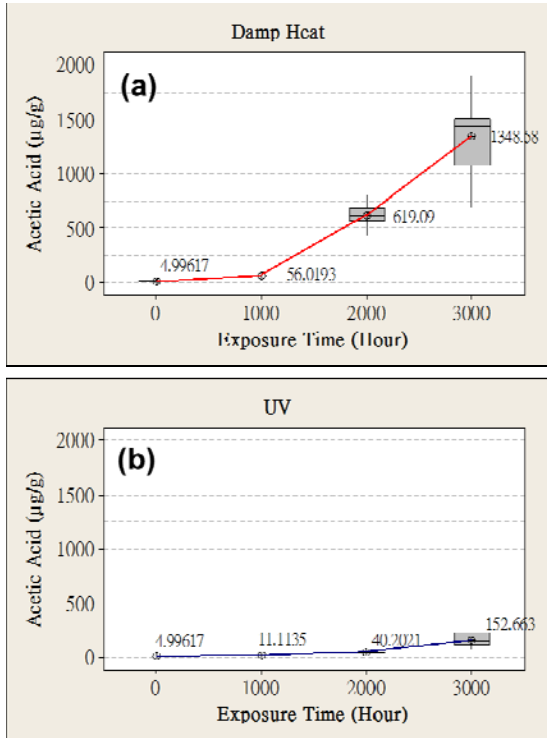 Damp Heat
(a)
2000
1500
1000
500
0
Acetic Acid (µg/g)
4.99617
56.0193
619.09
1348.58
0 1000 2000 3000
Exposure Time (Hour)
UV
(b)
2000
1500
1000
500
0
Acetic Acid (µg/g)
4.99617
11.1135
40.2021
152.663
0 1000 2000 3000
Exposure Time (Hour)